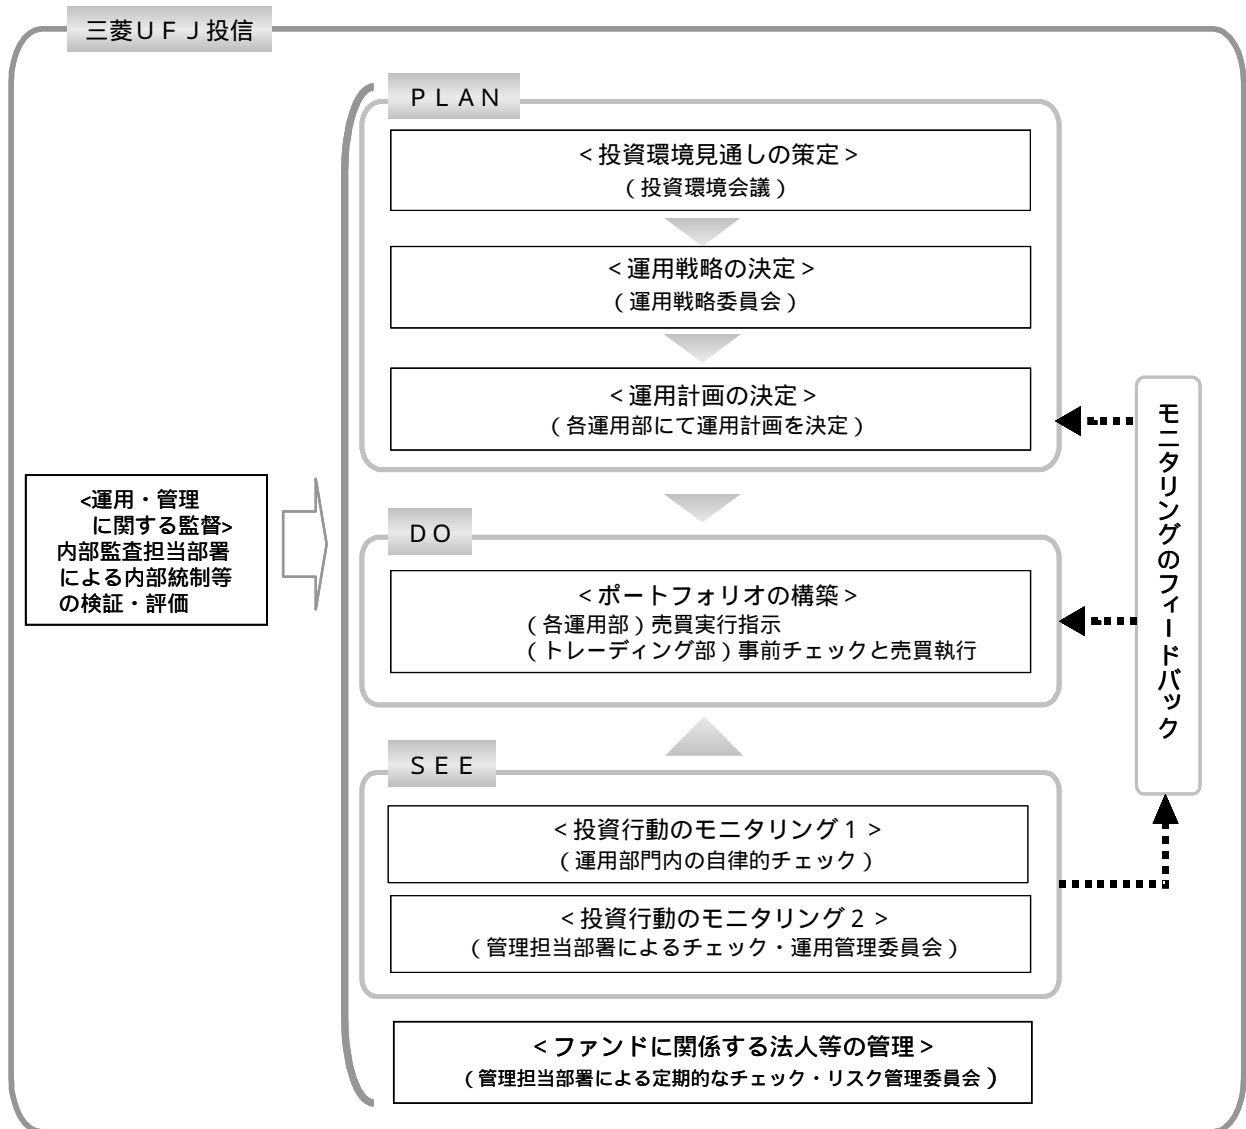 三菱ＵＦＪ投信
ＰＬＡＮ
＜投資環境見通しの策定＞
（投資環境会議）
＜運用戦略の決定＞
（運用戦略委員会）
＜運用計画の決定＞
（各運用部にて運用計画を決定）
モニタリングのフィードバック
<運用・管理
に関する監督>
内部監査担当部署
による内部統制等
の検証・評価
ＤＯ
＜ポートフォリオの構築＞
（各運用部）売買実行指示
（トレーディング部）事前チェックと売買執行
ＳＥＥ
＜投資行動のモニタリング１＞
（運用部門内の自律的チェック）
＜投資行動のモニタリング２＞
（管理担当部署によるチェック・運用管理委員会）
＜ファンドに関係する法人等の管理＞
（管理担当部署による定期的なチェック・リスク管理委員会）